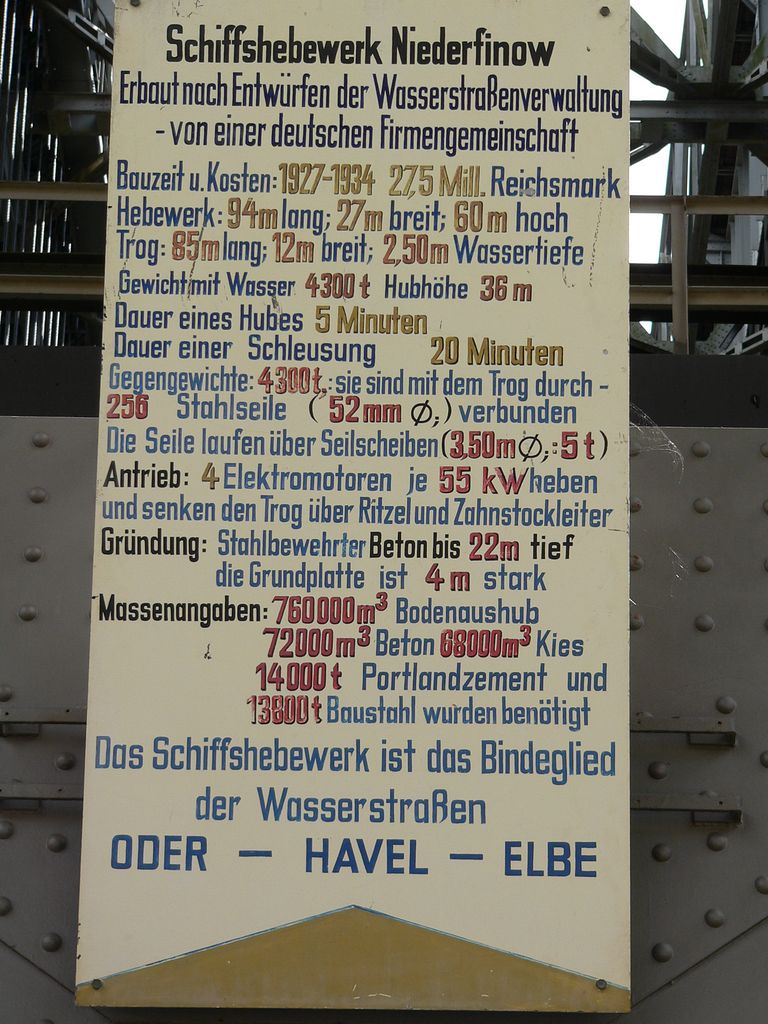 Schiffshebewerk Niederfinow
Erbaut nach Entwürfen der Wasserstraßenverwaltung
- von einer deutschen Firmengemeinschaft
Bauzeit u. Kosten: 1927-1934 27,5 Mill. Reichsmark
Hebewerk: 94m lang; 27m breit; 60m hoch
Trog: 85m lang; 12m breit; 2,50m Wassertiefe
Gewicht mit Wasser 4300t Hubhöhe 36 m
Dauer eines Hubes 5 Minuten
Dauer einer Schleusung 20 Minuten
Gegengewichte: 4300t.: sie sind mit dem Trog durch -
256 Stahlseile ( 52mm Ø;) verbunden
Die Seile laufen über Seilscheiben (3,50m Ø;: 5t)
Antrieb: 4 Elektromotoren je 55 kW heben
und senken den Trog über Ritzel und Zahnstockleiter
Gründung: Stahlbewehrter Beton bis 22m tief
die Grundplatte ist 4 m stark
Massenangaben: 760000m³ Bodenaushub
72000m³ Beton 68000m³ Kies
14000t Portlandzement und
13800t Baustahl wurden benötigt
Das Schiffshebewerk ist das Bindeglied
der Wasserstraßen
ODER - HAVEL - ELBE